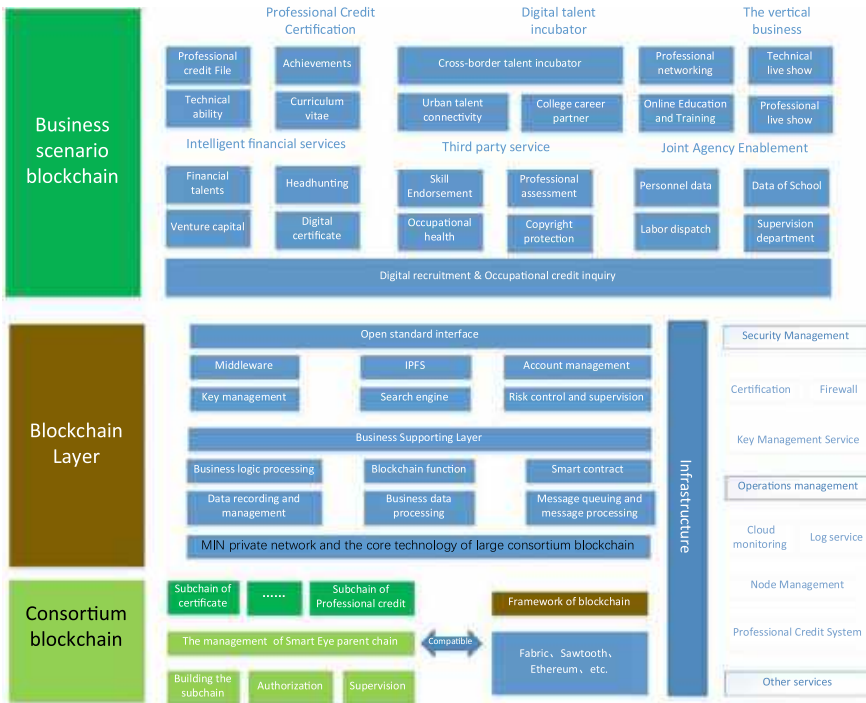 Business
scenario
blockchain
Professional Credit
Certification
Digital talent
incubator
The vertical
business
Professional
credit File
Achievements
Cross-border talent incubator
Professional
networking
Technical
live show
Technical
ability
Curriculum
vitae
Urban talent
connectivity
College career
partner
Online Education
and Training
Professional
live show
Intelligent financial services
Third party service
Joint Agency Enablement
Financial
talents
Headhunting
Skill
Endorsement
Professional
assessment
Personnel data
Data of School
Venture capital
Digital
certificate
Occupational
health
Copyright
protection
Labor dispatch
Supervision
department
Digital recruitment & Occupational credit inquiry
Blockchain
Layer
Open standard interface
Middleware
IPFS
Account management
Key management
Search engine
Risk control and supervision
Business Supporting Layer
Business logic processing
Blockchain function
Smart contract
Data recording and
management
Business data
processing
Message queuing and
message processing
MIN private network and the core technology of large consortium blockchain
Infrastructure
Security Management
Certification
Firewall
Key Management Service
Operations management
Cloud
monitoring
Log service
Node Management
Professional Credit System
Other services
Consortium
blockchain
Subchain of
certificate
······
Subchain of
Professional credit
Framework of blockchain
The management of Smart Eye parent chain
Compatible
Fabric、Sawtooth、
Ethereum、etc.
Building the
subchain
Authorization
Supervision